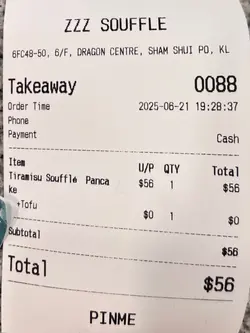 ZZZ SOUFFLE
6FC48-50, 6/F, DRAGON CENTRE, SHAM SHUI PO, KL
Takeaway 0088
Order Time 2025-06-21 19:28:37
Phone
Payment Cash
Item U/P QTY Total
Tiramisu Soufflé Panca $56 1 $56
ke
+Tofu $0 1 $0
Subtotal $56
Total $56
PINME